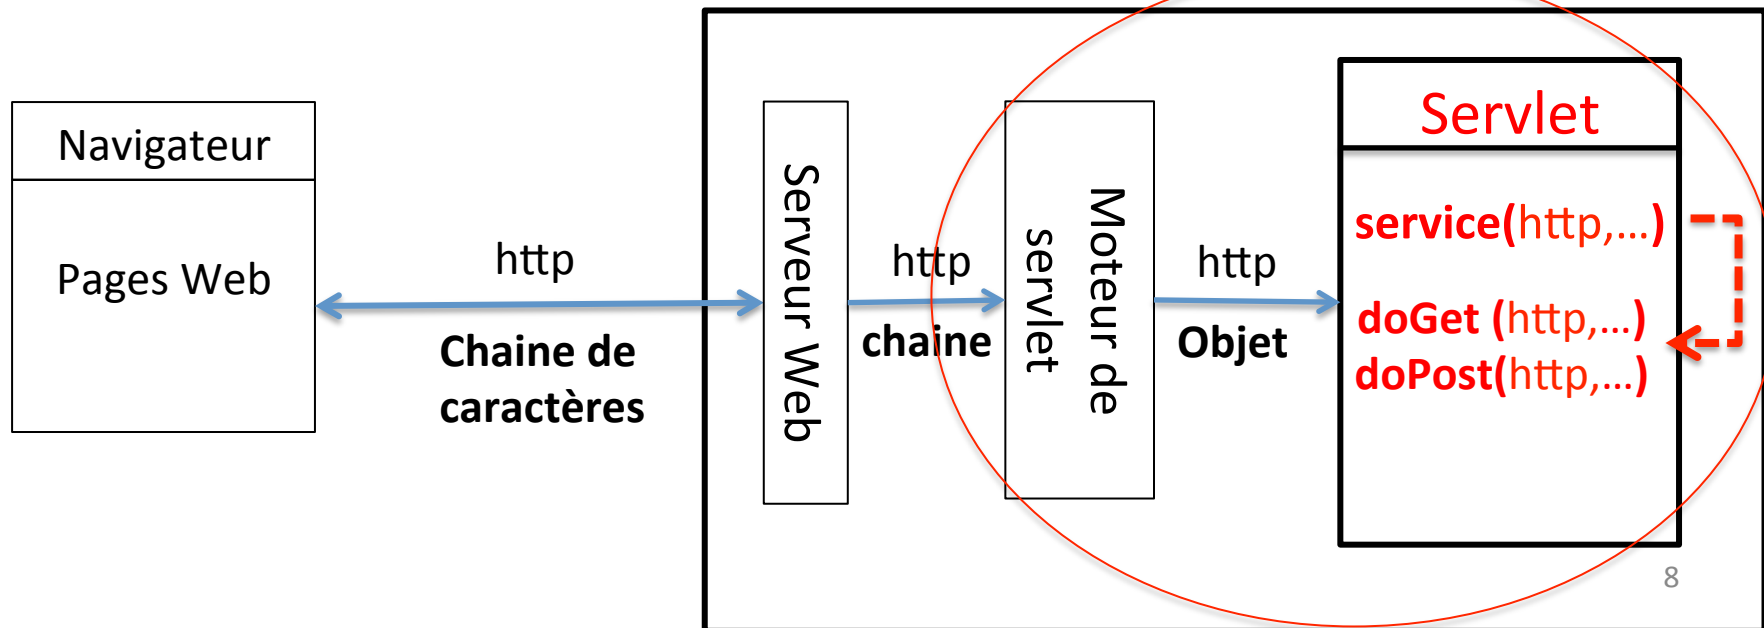 Navigateur
Pages Web
http
Chaine de
caractères
Serveur Web
http
chaine
Moteur de
servlet
http
Objet
Servlet
service(http,...)
doGet (http,...)
doPost(http,...)
8